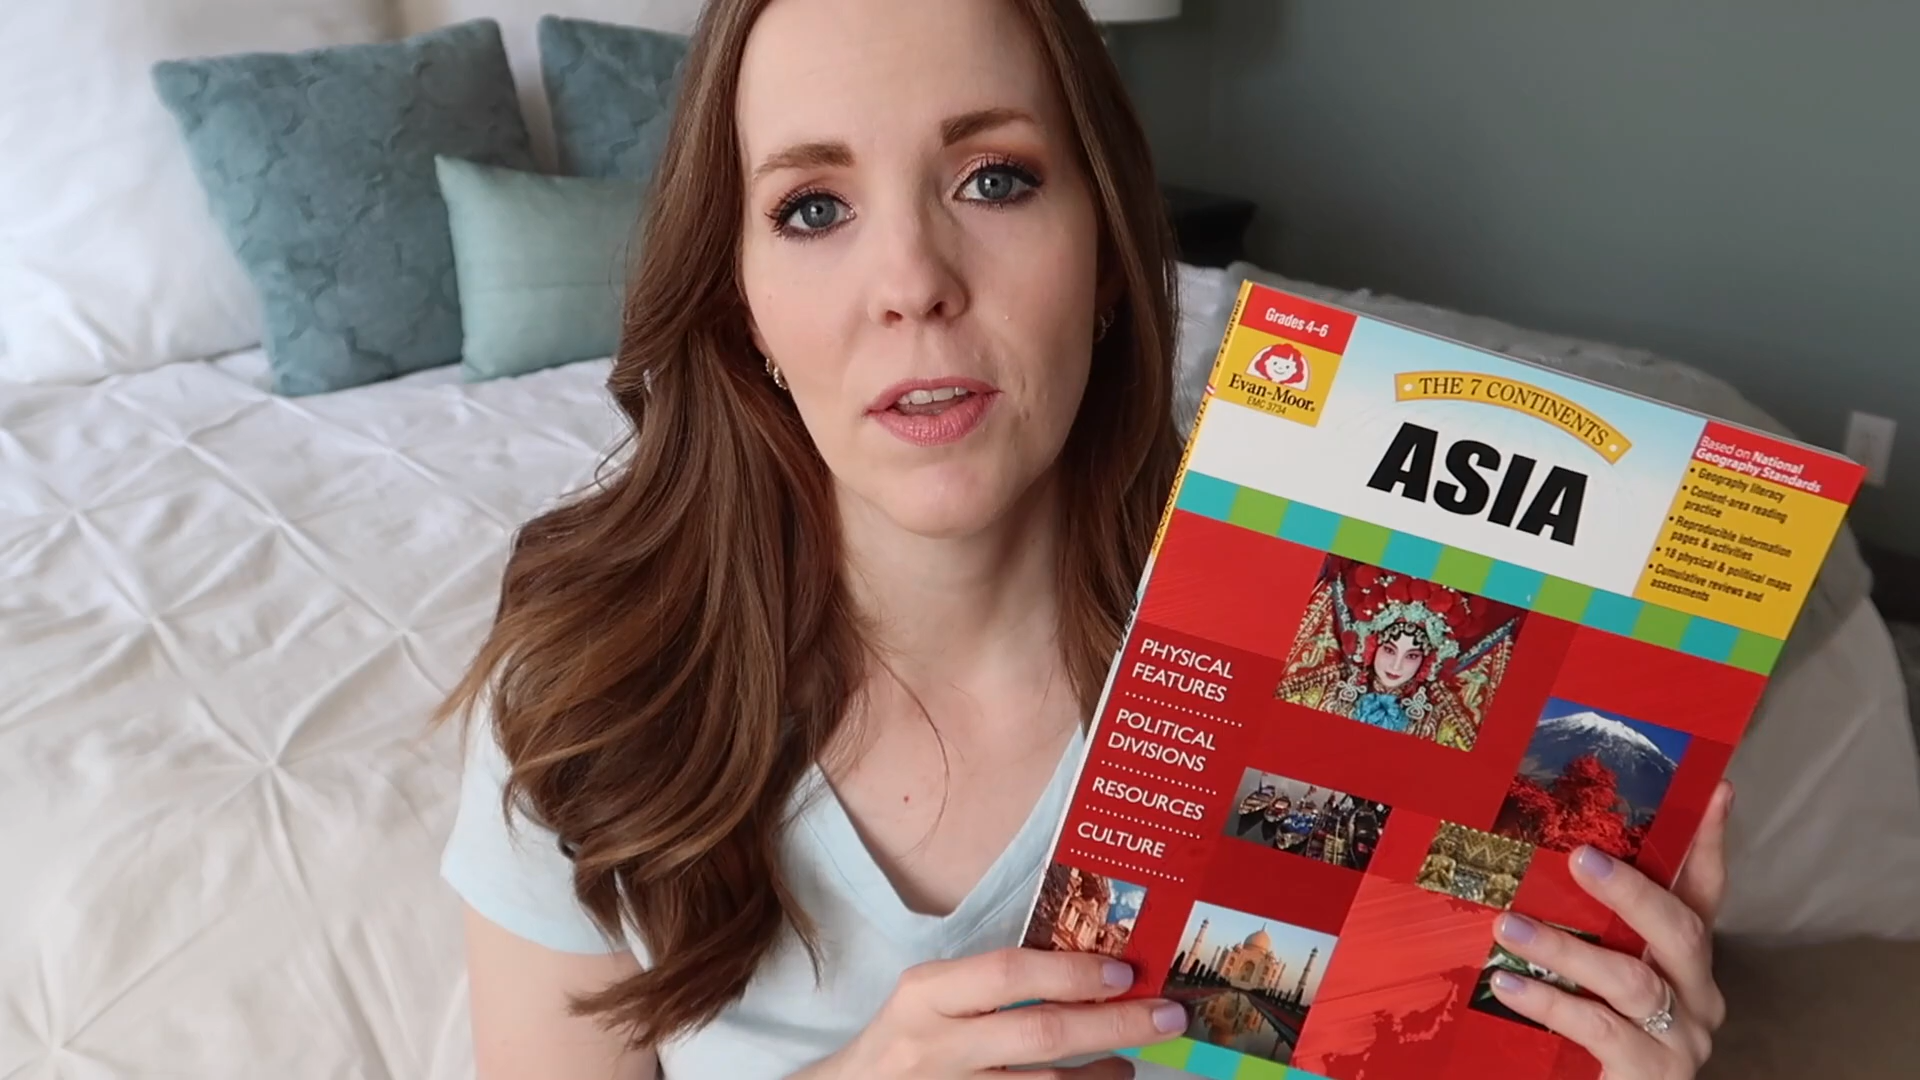 Grades 4–6
Evan-Moor®
EMC 3734
THE 7 CONTINENTS
ASIA
Based on National
Geography Standards
• Geography literacy
• Content-area reading
practice
• Reproducible information
pages & activities
• 18 physical & political maps
• Cumulative reviews and
assessments
PHYSICAL
FEATURES
POLITICAL
DIVISIONS
RESOURCES
CULTURE